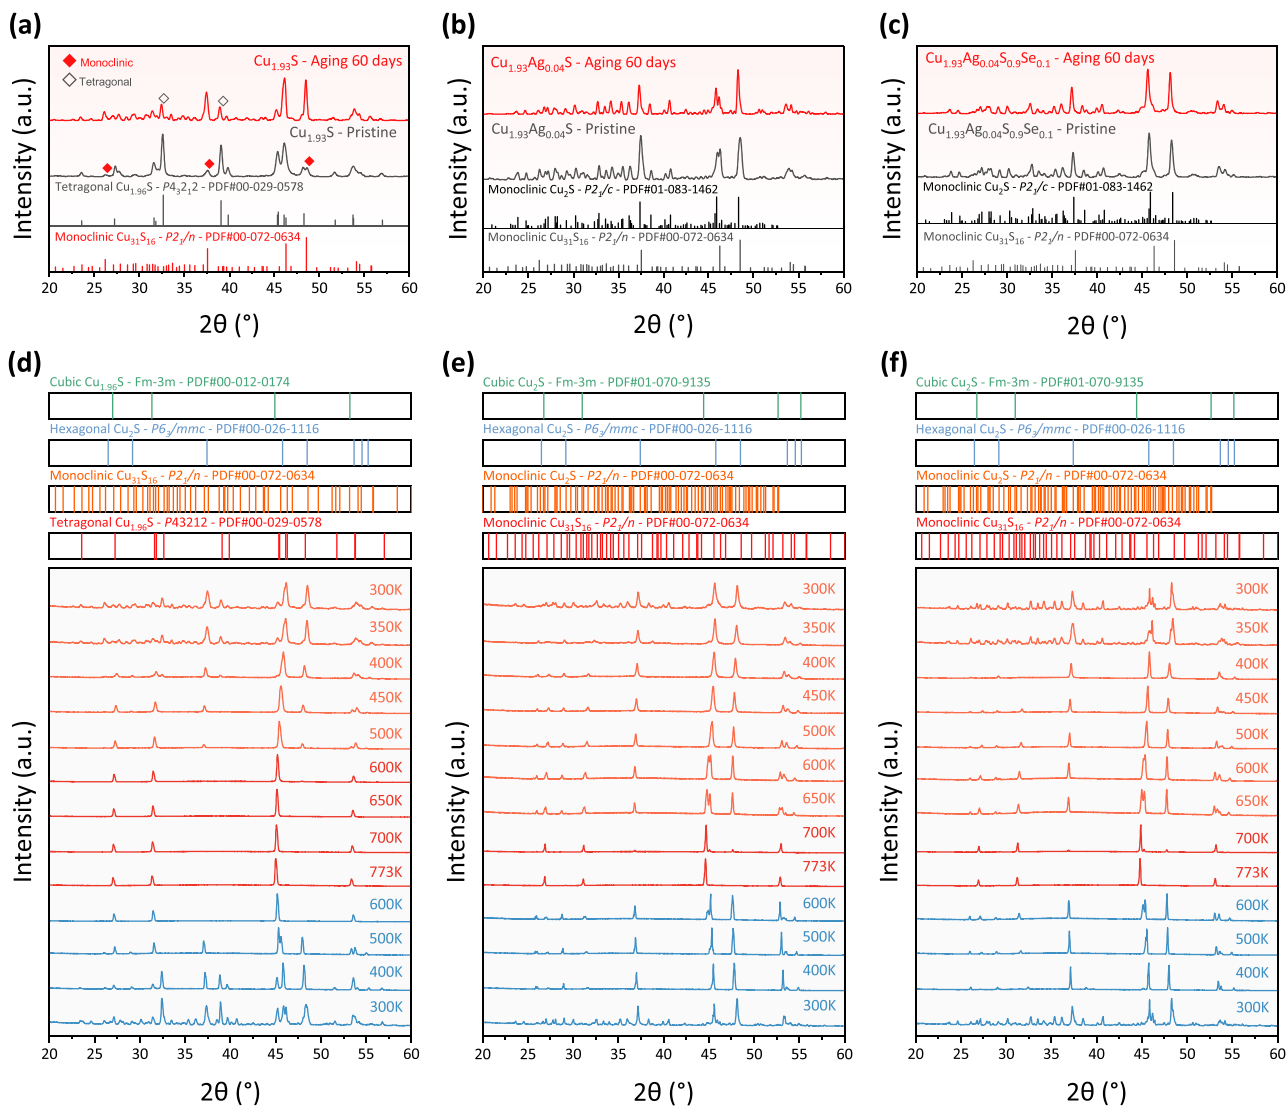 (a)
Intensity (a.u.)
Monoclinic
Tetragonal
Cu1.93S - Aging 60 days
Cu1.93S - Pristine
Tetragonal Cu1.96S - P43212 - PDF#00-029-0578
Monoclinic Cu31S16 - P21/n - PDF#00-072-0634
20 25 30 35 40 45 50 55 60
2θ (°)
(b)
Intensity (a.u.)
Cu1.93Ag0.04S - Aging 60 days
Cu1.93Ag0.04S - Pristine
Monoclinic Cu2S - P21/c - PDF#01-083-1462
Monoclinic Cu31S16 - P21/n - PDF#00-072-0634
20 25 30 35 40 45 50 55 60
2θ (°)
(c)
Intensity (a.u.)
Cu1.93Ag0.04S0.9Se0.1 - Aging 60 days
Cu1.93Ag0.04S0.9Se0.1 - Pristine
Monoclinic Cu2S - P21/c - PDF#01-083-1462
Monoclinic Cu31S16 - P21/n - PDF#00-072-0634
20 25 30 35 40 45 50 55 60
2θ (°)
(d)
Cubic Cu1.96S - Fm-3m - PDF#00-012-0174
Hexagonal Cu2S - P63/mmc - PDF#00-026-1116
Monoclinic Cu31S16 - P21/n - PDF#00-072-0634
Tetragonal Cu1.96S - P43212 - PDF#00-029-0578
Intensity (a.u.)
300K
350K
400K
450K
500K
600K
650K
700K
773K
600K
500K
400K
300K
20 25 30 35 40 45 50 55 60
2θ (°)
(e)
Cubic Cu2S - Fm-3m - PDF#01-070-9135
Hexagonal Cu2S - P63/mmc - PDF#00-026-1116
Monoclinic Cu2S - P21/n - PDF#00-072-0634
Monoclinic Cu31S16 - P21/n - PDF#00-072-0634
Intensity (a.u.)
300K
350K
400K
450K
500K
600K
650K
700K
773K
600K
500K
400K
300K
20 25 30 35 40 45 50 55 60
2θ (°)
(f)
Cubic Cu2S - Fm-3m - PDF#01-070-9135
Hexagonal Cu2S - P63/mmc - PDF#00-026-1116
Monoclinic Cu2S - P21/n - PDF#00-072-0634
Monoclinic Cu31S16 - P21/n - PDF#00-072-0634
Intensity (a.u.)
300K
350K
400K
450K
500K
600K
650K
700K
773K
600K
500K
400K
300K
20 25 30 35 40 45 50 55 60
2θ (°)